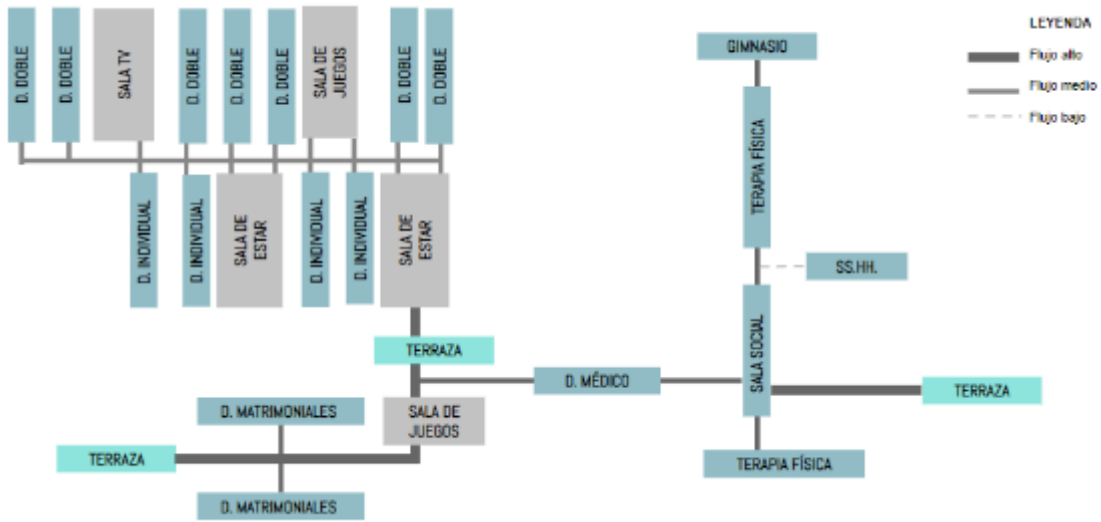 D. DOBLE
D. DOBLE
SALA TV
D. DOBLE
D. DOBLE
D. DOBLE
SALA DE
JUEGOS
D. DOBLE
D. DOBLE
D. INDIVIDUAL
D. INDIVIDUAL
SALA DE
ESTAR
D. INDIVIDUAL
D. INDIVIDUAL
SALA DE
ESTAR
TERRAZA
D. MATRIMONIALES
SALA DE
JUEGOS
TERRAZA
D. MATRIMONIALES
D. MÉDICO
GIMNASIO
TERAPIA FÍSICA
SS.HH.
SALA SOCIAL
TERRAZA
TERAPIA FÍSICA
LEYENDA
Flujo alto
Flujo medio
Flujo bajo